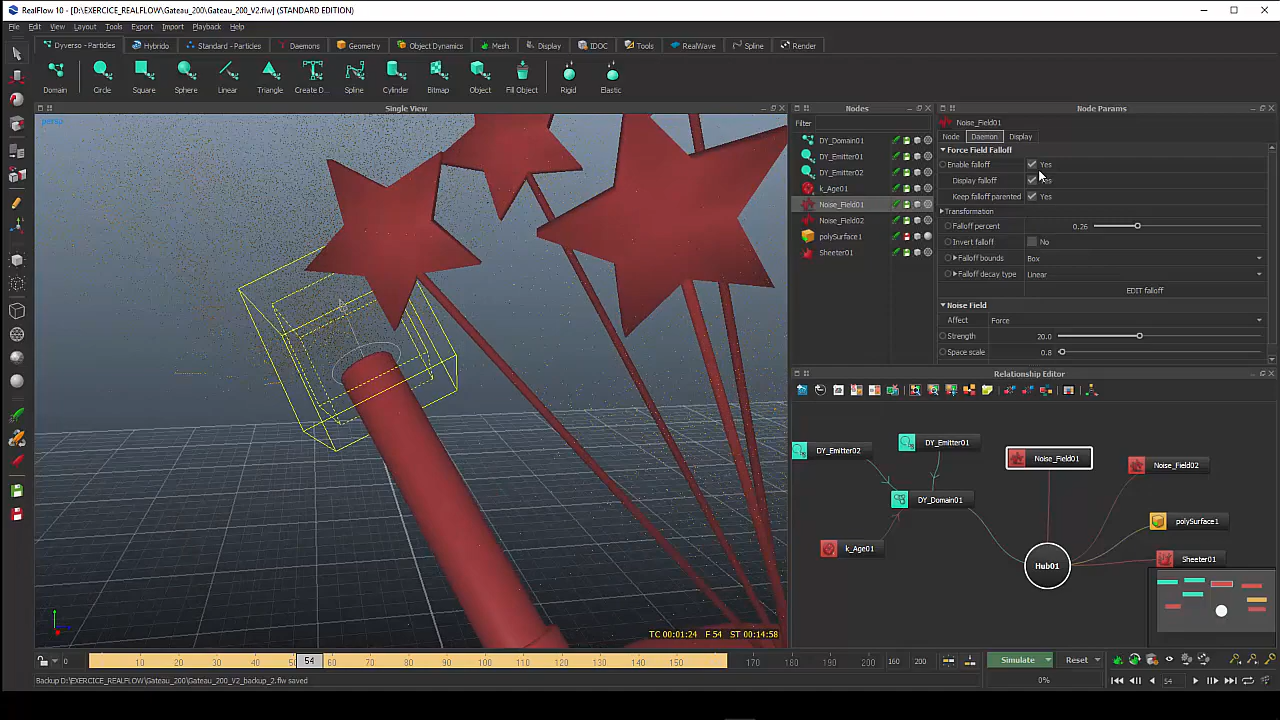 RealFlow 10 - [D:\EXERCICE_REALFLOW\Gateau_200\Gateau_200_V2.flw] (STANDARD EDITION)
File Edit View Layout Tools Export Import Playback Help
Dyverso - Particles Hybrido Standard - Particles Daemons Geometry Object Dynamics Mesh Display IDOC Tools RealWave Spline Render
Domain Circle Square Sphere Linear Triangle Create D... Spline Cylinder Bitmap Object Fill Object Rigid Elastic
Single View
persp
TC 00:01:24 F 54 ST 00:14:58
Nodes
Filter
DY_Domain01
DY_Emitter01
DY_Emitter02
k_Age01
Noise_Field01
Noise_Field02
polySurface1
Sheeter01
Node Params
Noise_Field01
Node Daemon Display
Force Field Falloff
Enable falloff Yes
Display falloff Yes
Keep falloff parented Yes
Transformation
Falloff percent 0.26
Invert falloff No
Falloff bounds Box
Falloff decay type Linear
EDIT falloff
Noise Field
Affect Force
Strength 20.0
Space scale 0.8
Relationship Editor
DY_Emitter02
DY_Emitter01
Noise_Field01
Noise_Field02
DY_Domain01
polySurface1
k_Age01
Hub01
Sheeter01
0 10 20 30 40 50 54 60 70 80 90 100 110 120 130 140 150 170 180 190 160 200
Simulate Reset
Backup D:\EXERCICE_REALFLOW\Gateau_200\Gateau_200_V2_backup_2.flw saved
0%
54